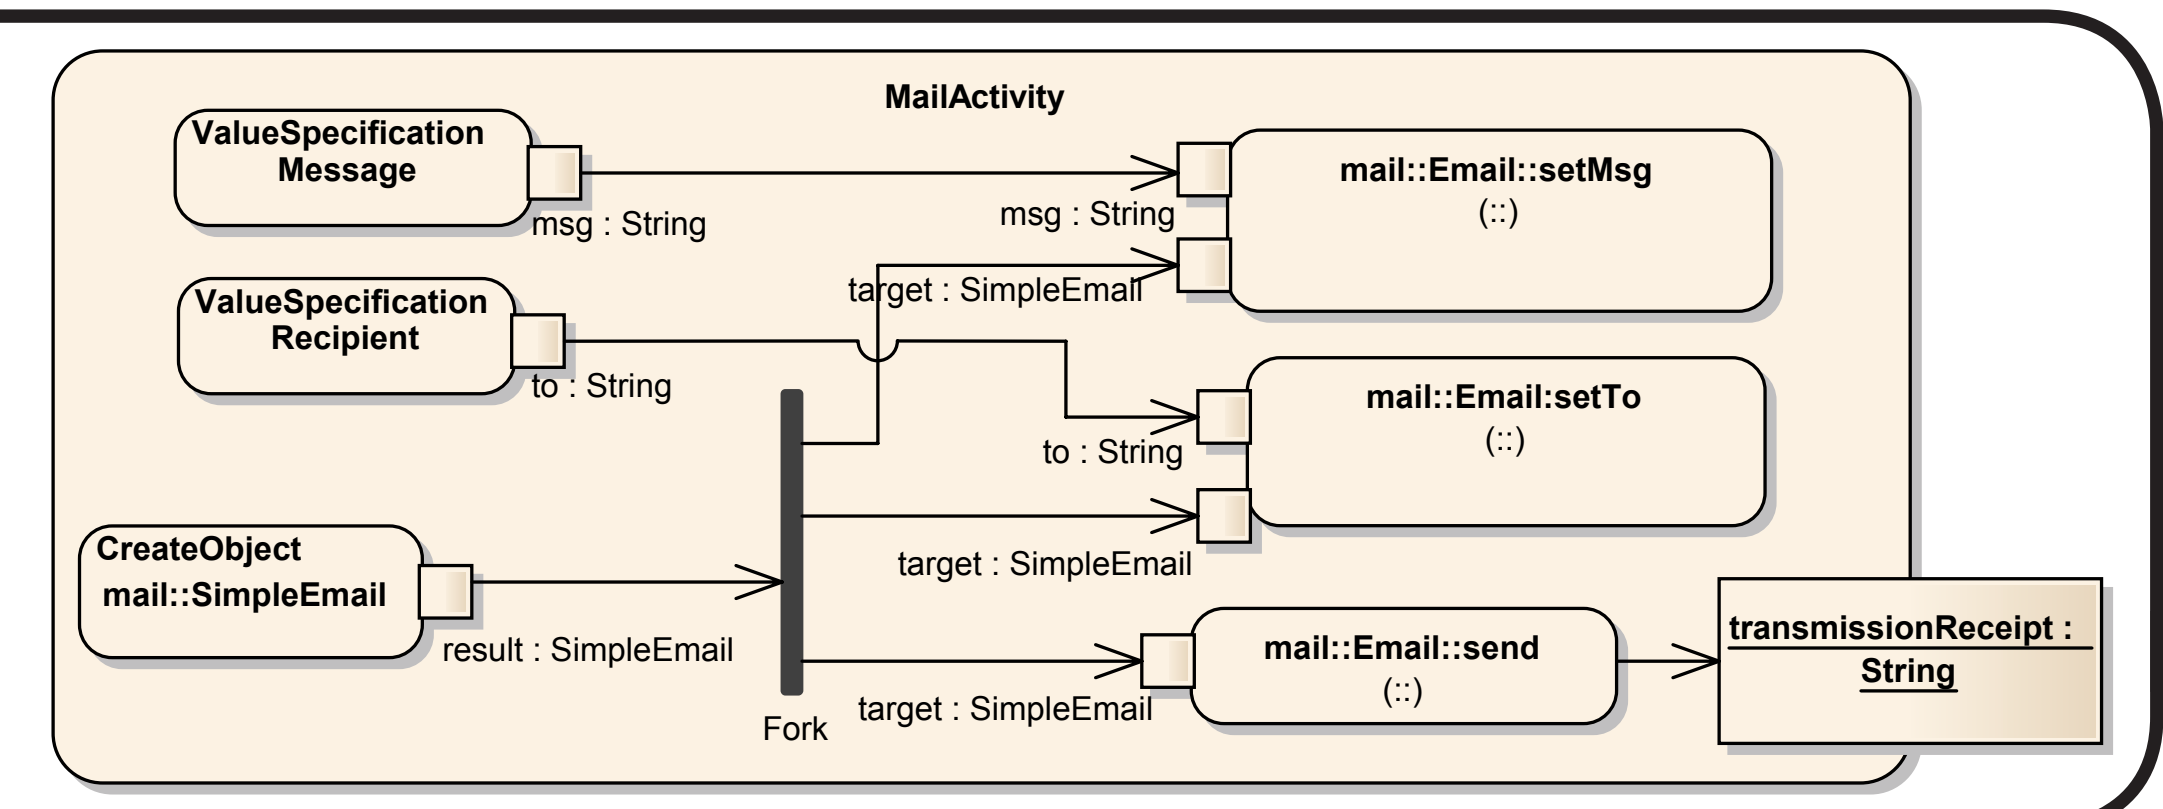 MailActivity
ValueSpecification
Message
msg : String
msg : String
mail::Email::setMsg
(::)
target : SimpleEmail
ValueSpecification
Recipient
to : String
to : String
mail::Email:setTo
(::)
target : SimpleEmail
CreateObject
mail::SimpleEmail
result : SimpleEmail
Fork
target : SimpleEmail
mail::Email::send
(::)
transmissionReceipt :
String